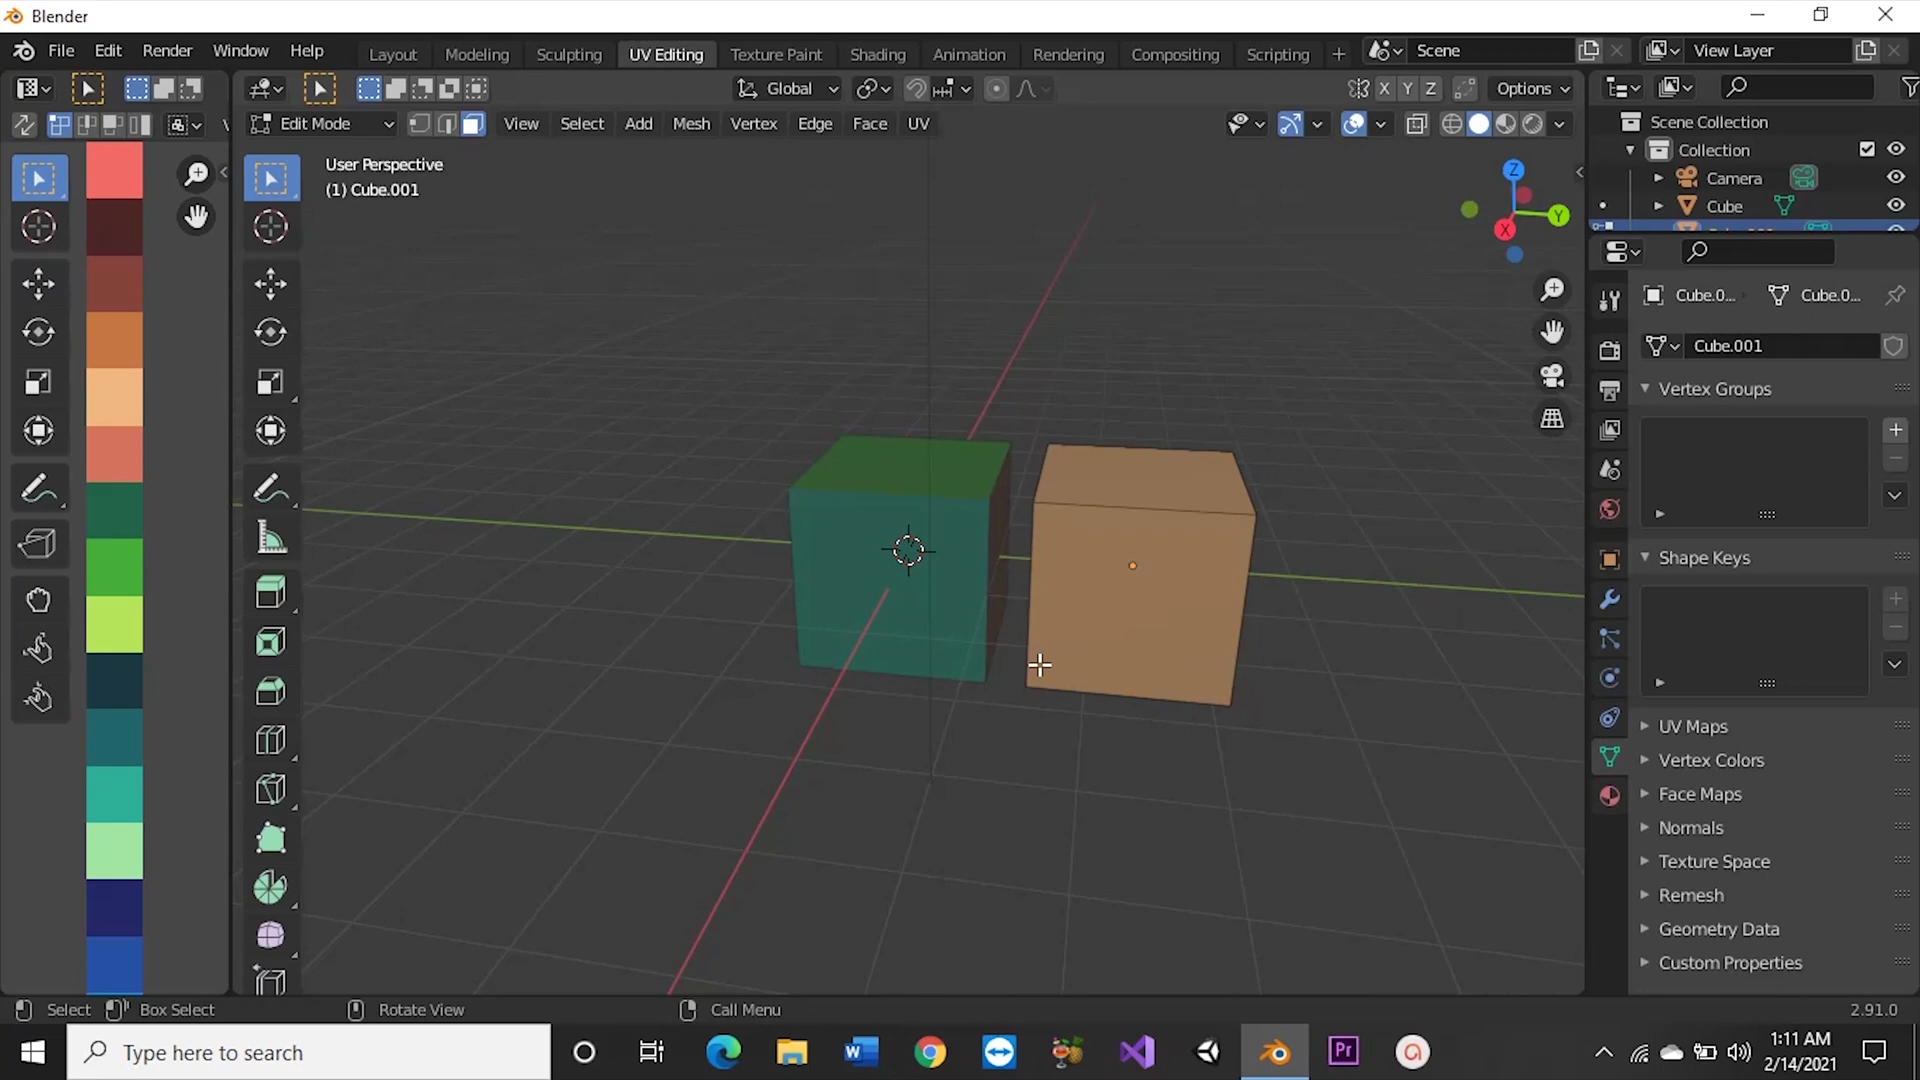 Blender
File Edit Render Window Help Layout Modeling Sculpting UV Editing Texture Paint Shading Animation Rendering Compositing Scripting + Scene View Layer
Global X Y Z Options
Edit Mode View Select Add Mesh Vertex Edge Face UV
Scene Collection
Collection
Camera
Cube
User Perspective
(1) Cube.001
Z
Y
X
Cube.0... Cube.0...
Cube.001
Vertex Groups
Shape Keys
UV Maps
Vertex Colors
Face Maps
Normals
Texture Space
Remesh
Geometry Data
Custom Properties
Select Box Select Rotate View Call Menu 2.91.0
Type here to search
W
Pr
1:11 AM
2/14/2021